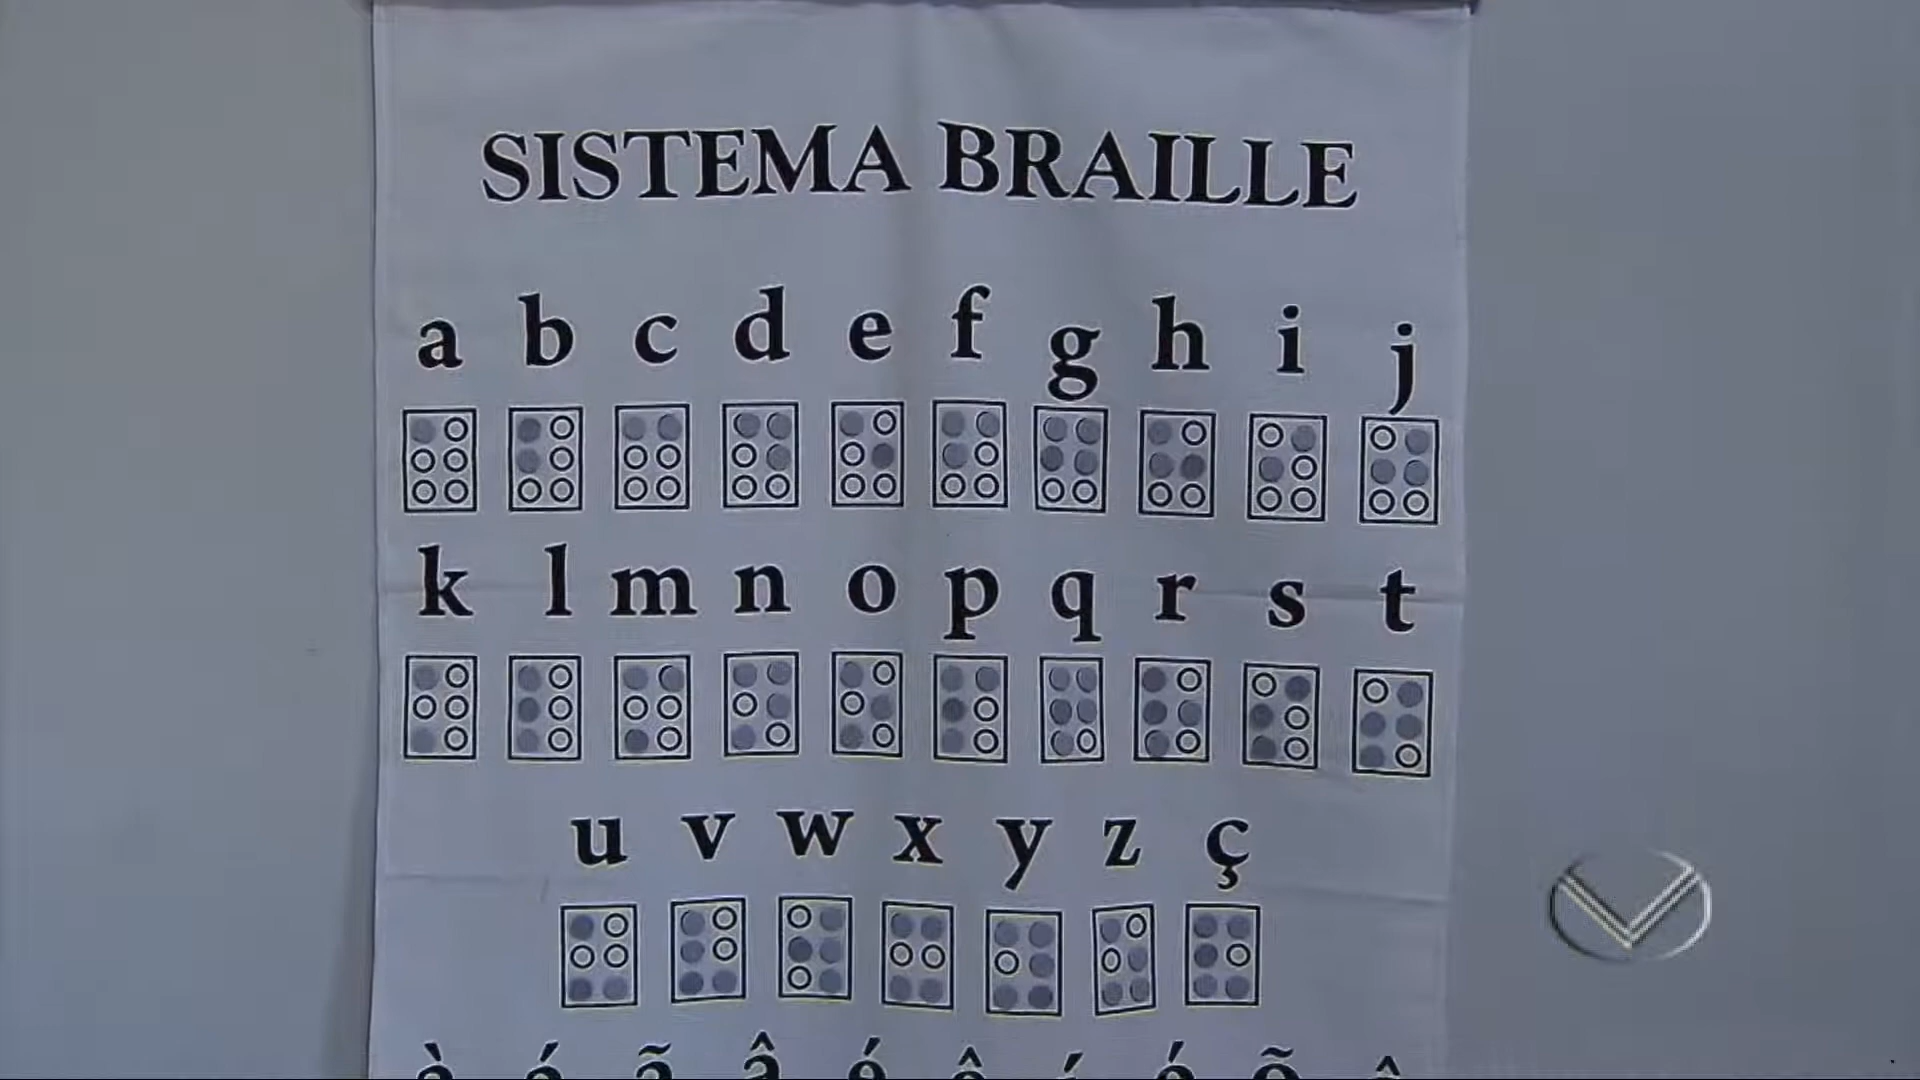 SISTEMA BRAILLE
a b c d e f g h i j
k l m n o p q r s t
u v w x y z ç
à é ã â é ô í ó õ